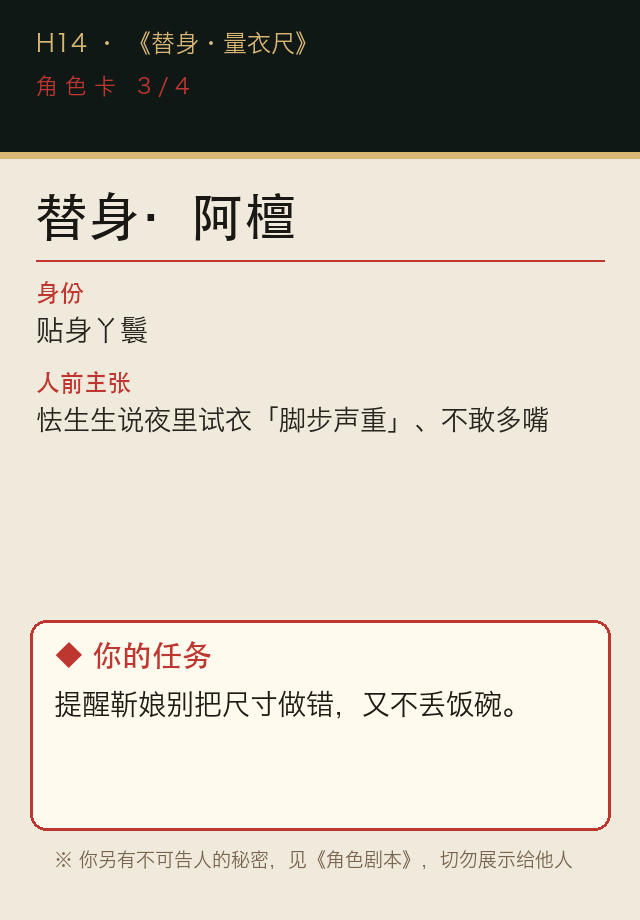 H14 · 《替身·量衣尺》
角色卡 3/4
替身· 阿檀
身份
贴身丫鬟
人前主张
怯生生说夜里试衣「脚步声重」、不敢多嘴
◆ 你的任务
提醒靳娘别把尺寸做错，又不丢饭碗。
※ 你另有不可告人的秘密，见《角色剧本》，切勿展示给他人